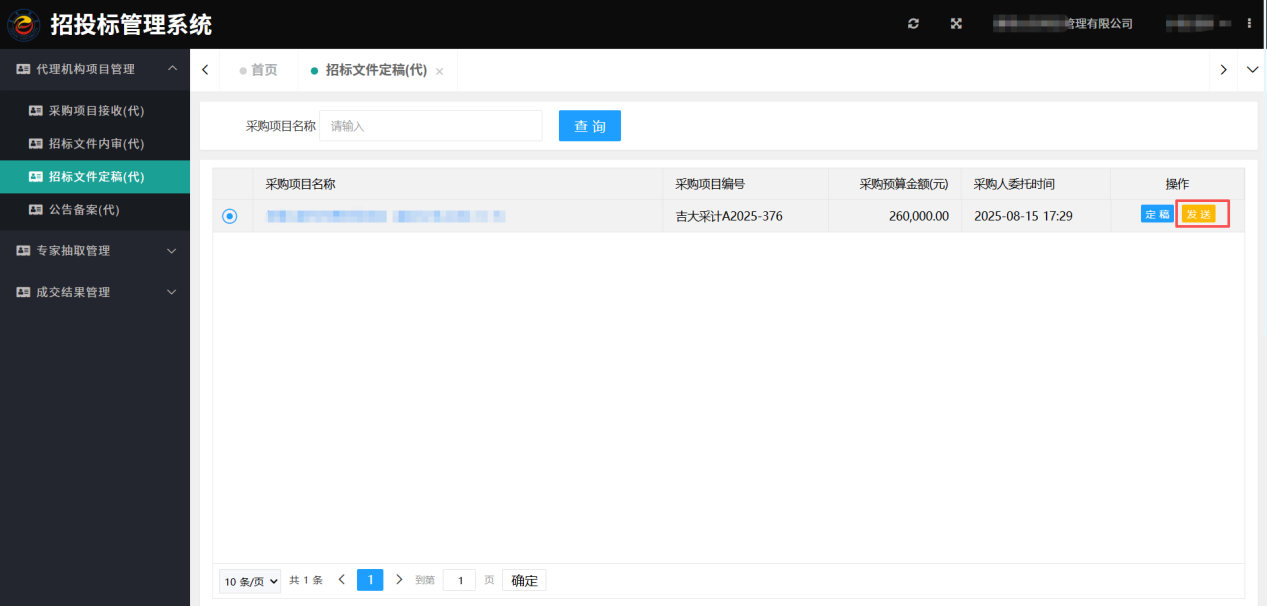 招投标管理系统
管理有限公司
代理机构项目管理
采购项目接收(代)
招标文件内审(代)
招标文件定稿(代)
公告备案(代)
专家抽取管理
成交结果管理
首页 招标文件定稿(代)
采购项目名称 请输入 查询
采购项目名称 采购项目编号 采购预算金额(元) 采购人委托时间 操作
吉大采计A2025-376 260,000.00 2025-08-15 17:29 定稿 发送
10 条/页 共 1 条 1 到第 1 页 确定